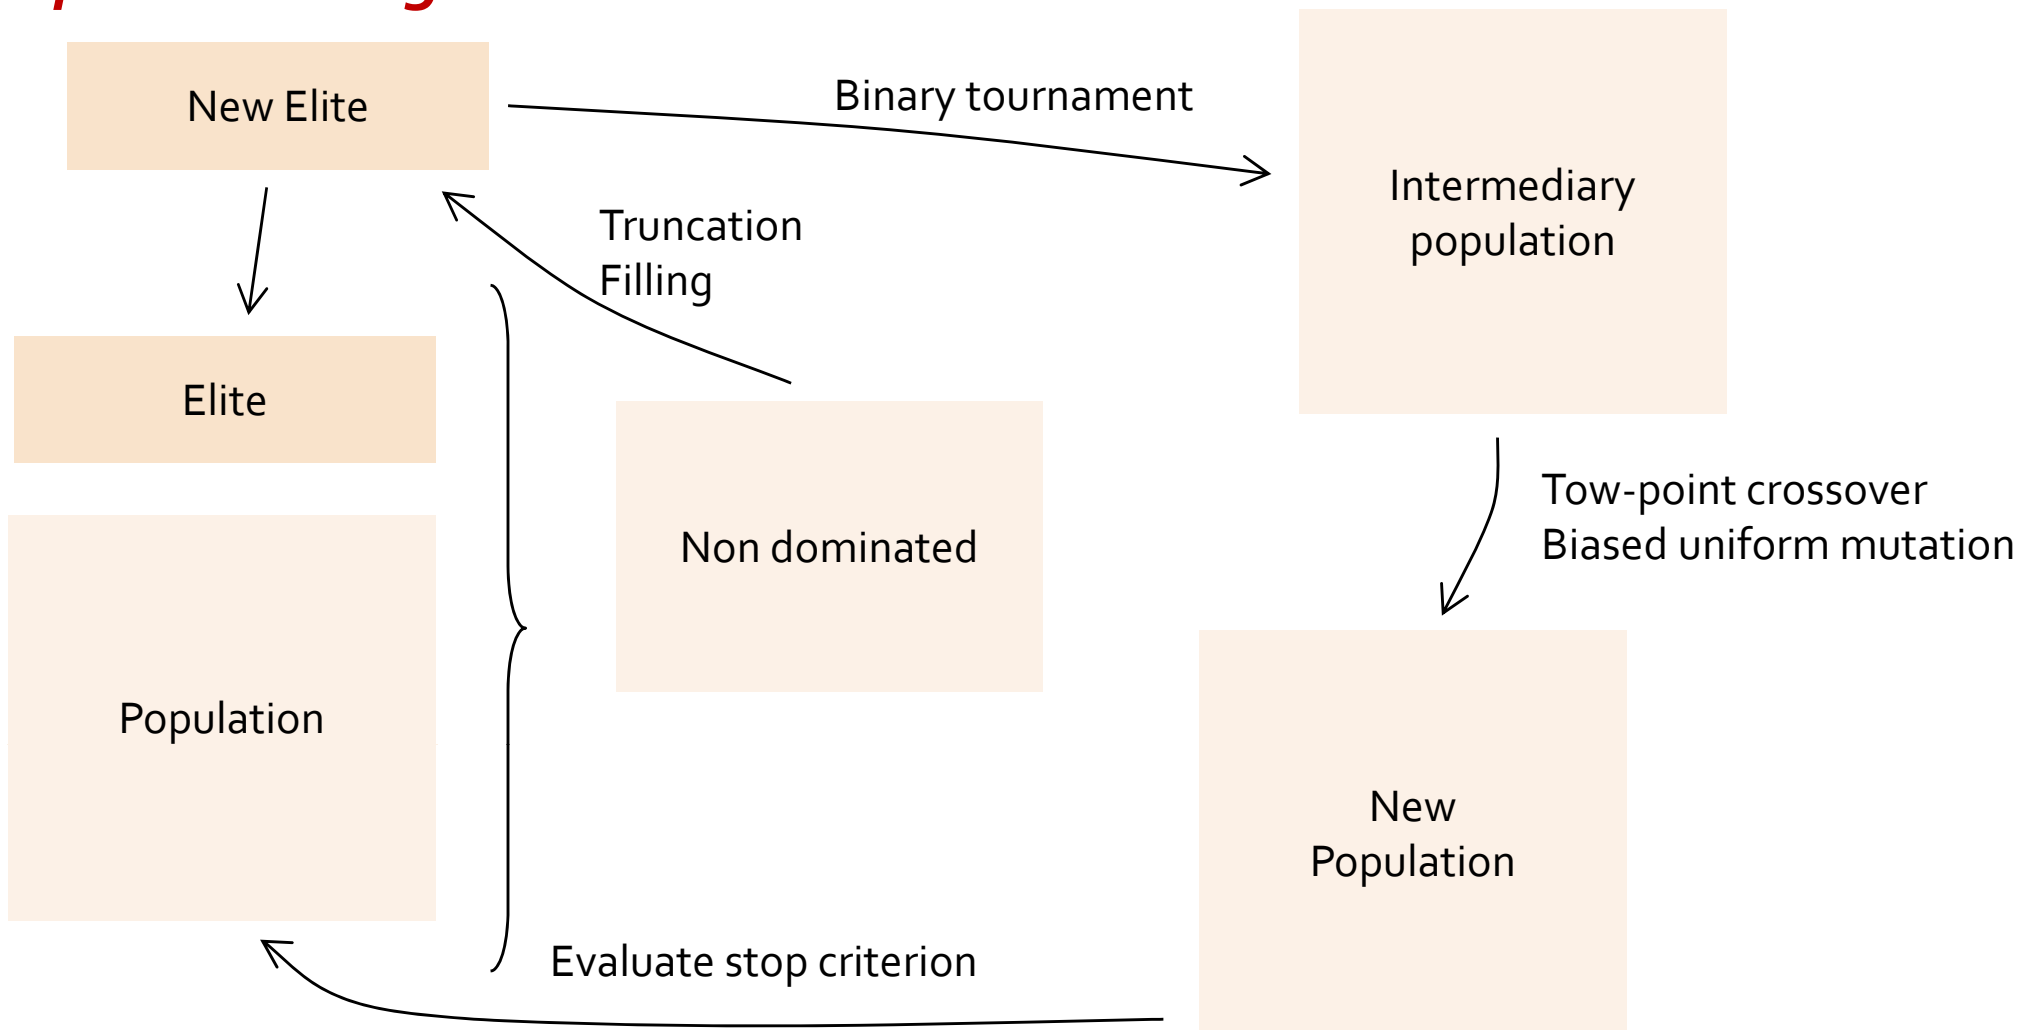 New Elite
Binary tournament
Intermediary
population
Truncation
Filling
Elite
Non dominated
Tow-point crossover
Biased uniform mutation
Population
New
Population
Evaluate stop criterion